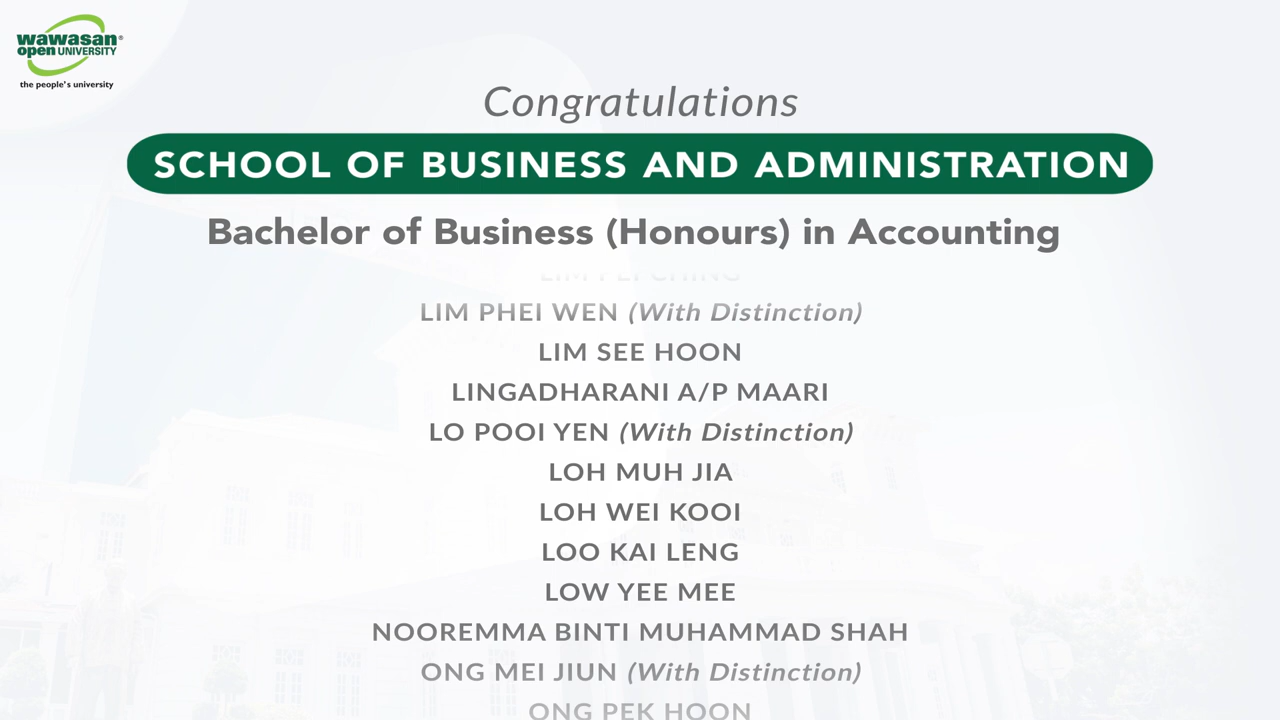 wawasan®
open UNIVERSITY
the people's university
Congratulations
SCHOOL OF BUSINESS AND ADMINISTRATION
Bachelor of Business (Honours) in Accounting
LIM PHEI WEN (With Distinction)
LIM SEE HOON
LINGADHARANI A/P MAARI
LO POOI YEN (With Distinction)
LOH MUH JIA
LOH WEI KOOI
LOO KAI LENG
LOW YEE MEE
NOOREMMA BINTI MUHAMMAD SHAH
ONG MEI JIUN (With Distinction)
ONG PEK HOON